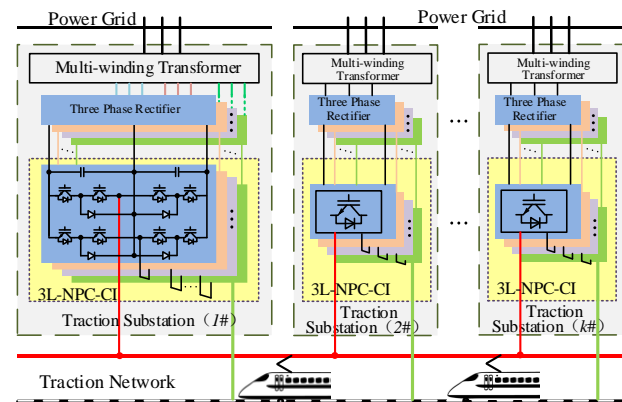 Power Grid
Power Grid
Multi-winding Transformer
Three Phase Rectifier
3L-NPC-CI
Traction Substation（1#）
Multi-winding
Transformer
Three Phase
Rectifier
3L-NPC-CI
Traction
Substation（2#）
...
...
Multi-winding
Transformer
Three Phase
Rectifier
3L-NPC-CI
Traction
Substation（k#）
Traction Network